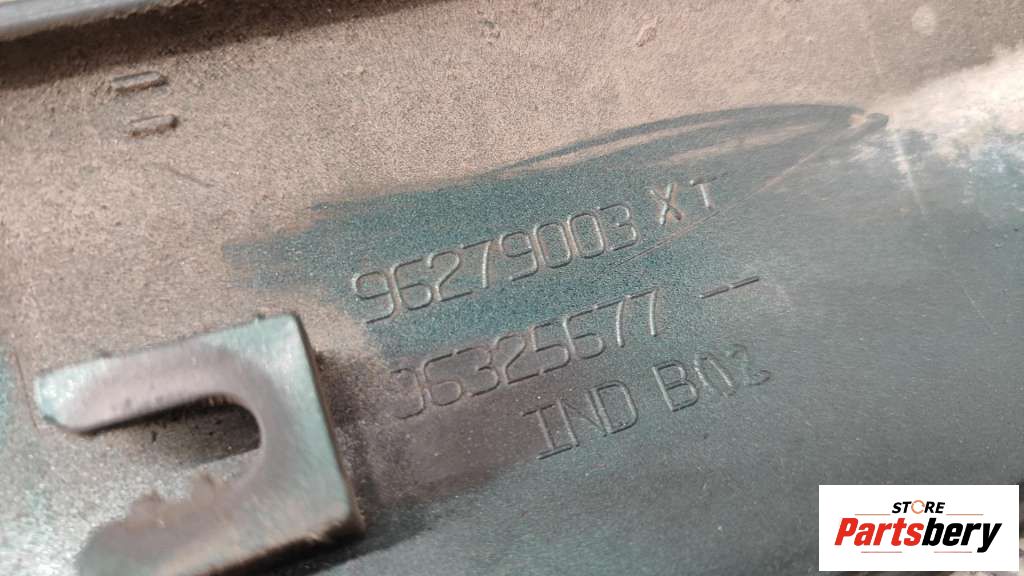 96279003 XT
96325677 --
IND B02
STORE
Partsbery